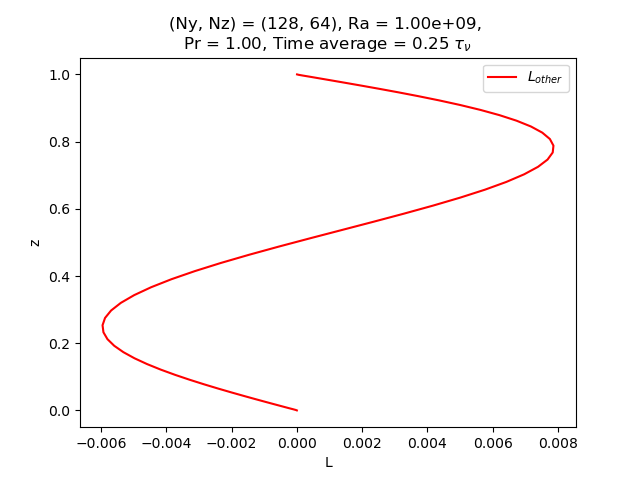 (Ny, Nz) = (128, 64), Ra = 1.00e+09,
Pr = 1.00, Time average = 0.25 τν
L_other
1.0
0.8
0.6
0.4
0.2
0.0
z
−0.006 −0.004 −0.002 0.000 0.002 0.004 0.006 0.008
L